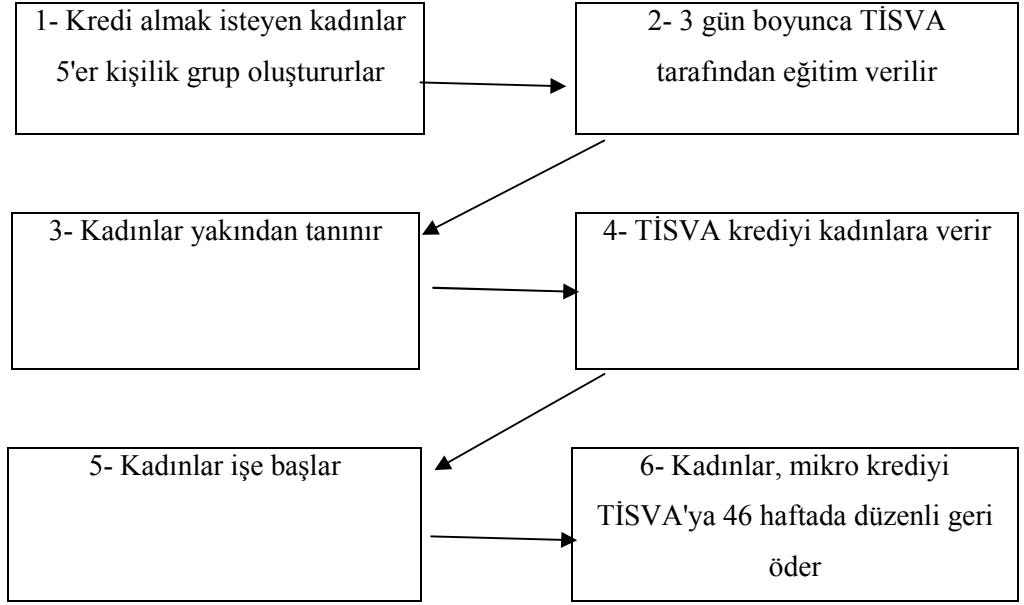 1- Kredi almak isteyen kadınlar
5'er kişilik grup oluştururlar
2- 3 gün boyunca TİSVA
tarafından eğitim verilir
3- Kadınlar yakından tanınır
4- TİSVA krediyi kadınlara verir
5- Kadınlar işe başlar
6- Kadınlar, mikro krediyi
TİSVA'ya 46 haftada düzenli geri
öder